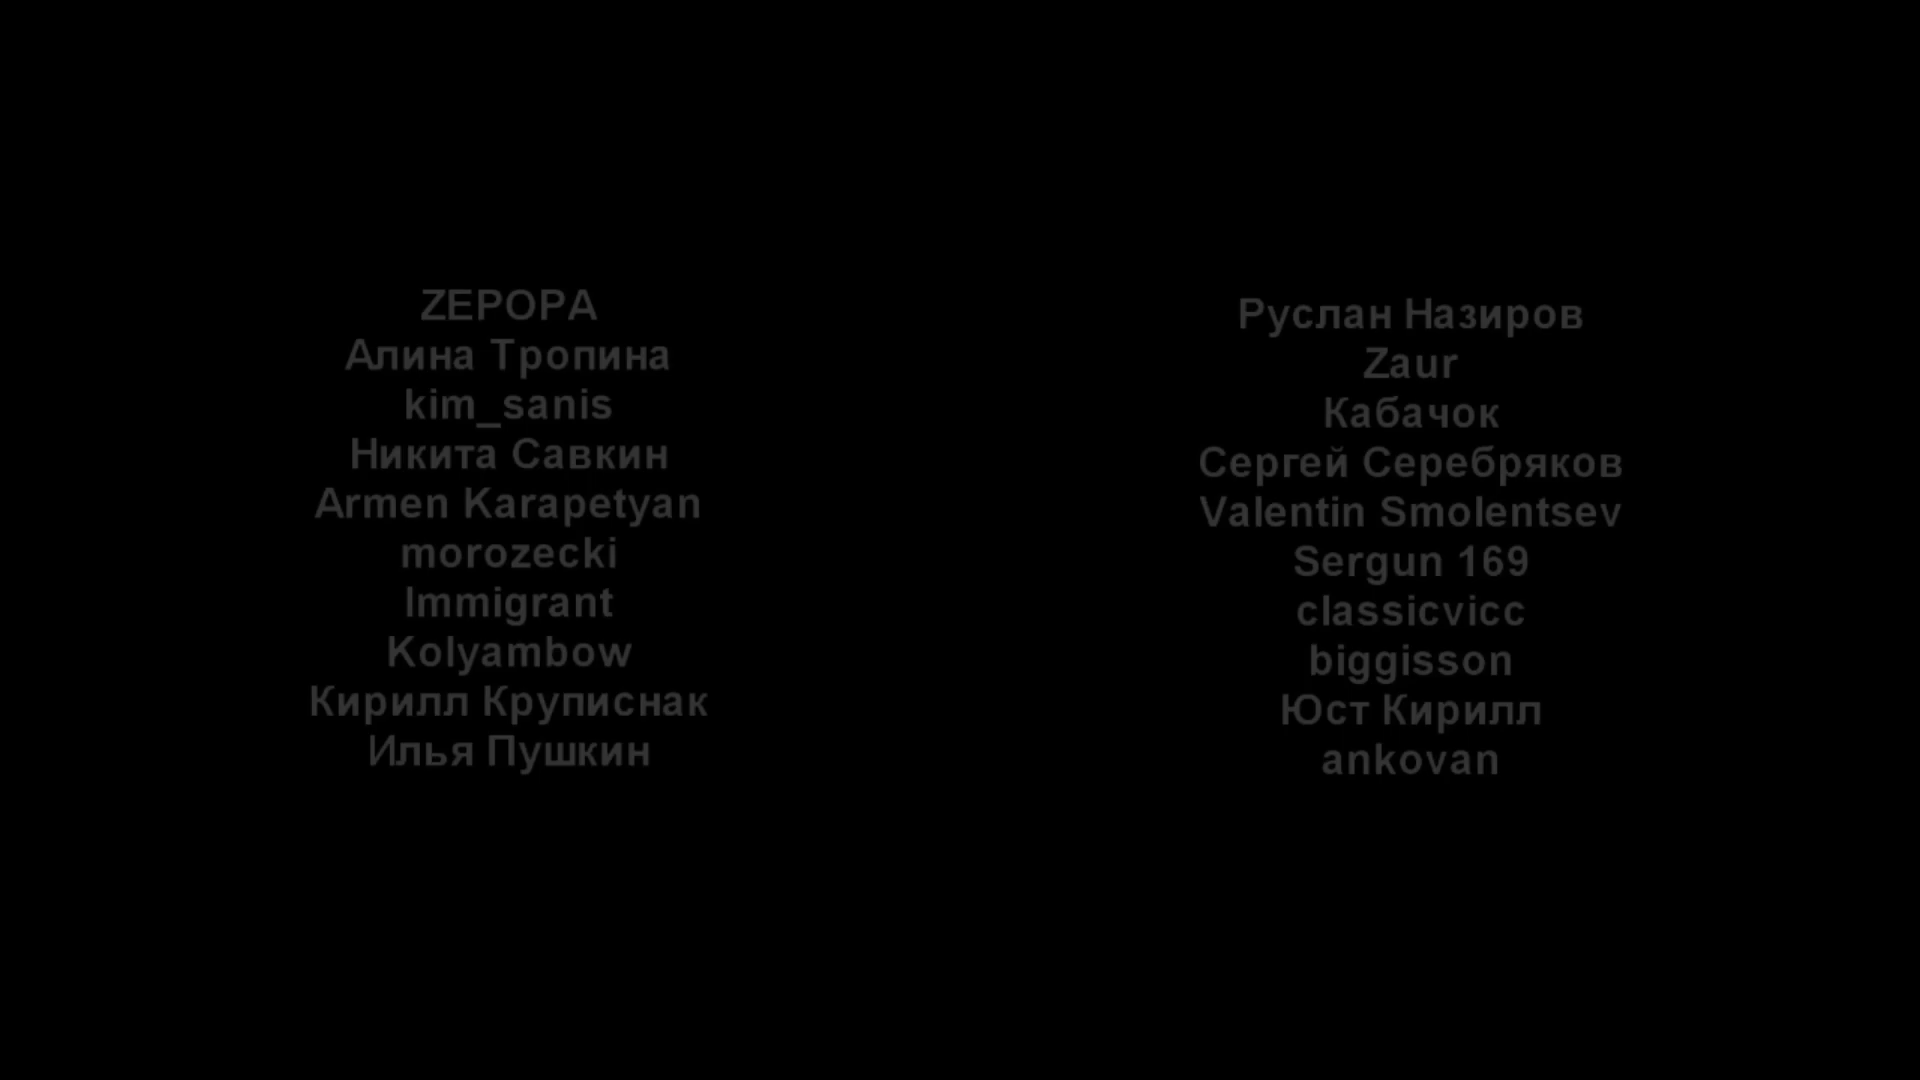 ZEPOPA
Алина Тропина
kim_sanis
Никита Савкин
Armen Karapetyan
morozecki
Immigrant
Kolyambow
Кирилл Круписнак
Илья Пушкин
Руслан Назиров
Zaur
Кабачок
Сергей Серебряков
Valentin Smolentsev
Sergun 169
classicvicc
biggisson
Юст Кирилл
ankovan